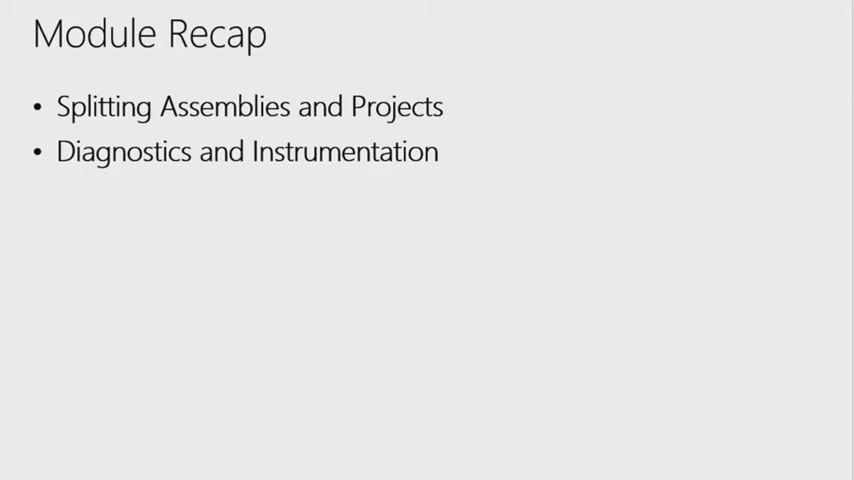 Module Recap
• Splitting Assemblies and Projects
• Diagnostics and Instrumentation